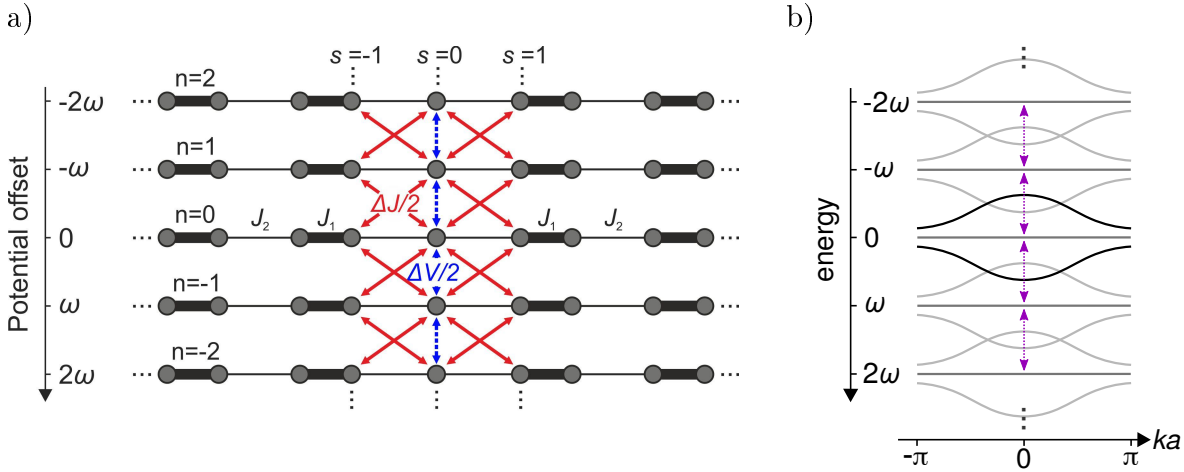 a)
s=-1 s=0 s=1
Potential offset
-2ω
-ω
0
ω
2ω
n=2
n=1
n=0
n=-1
n=-2
J₂ J₁ J₁ J₂
ΔJ/2
ΔV/2
b)
energy
-2ω
-ω
0
ω
2ω
-π 0 π ka